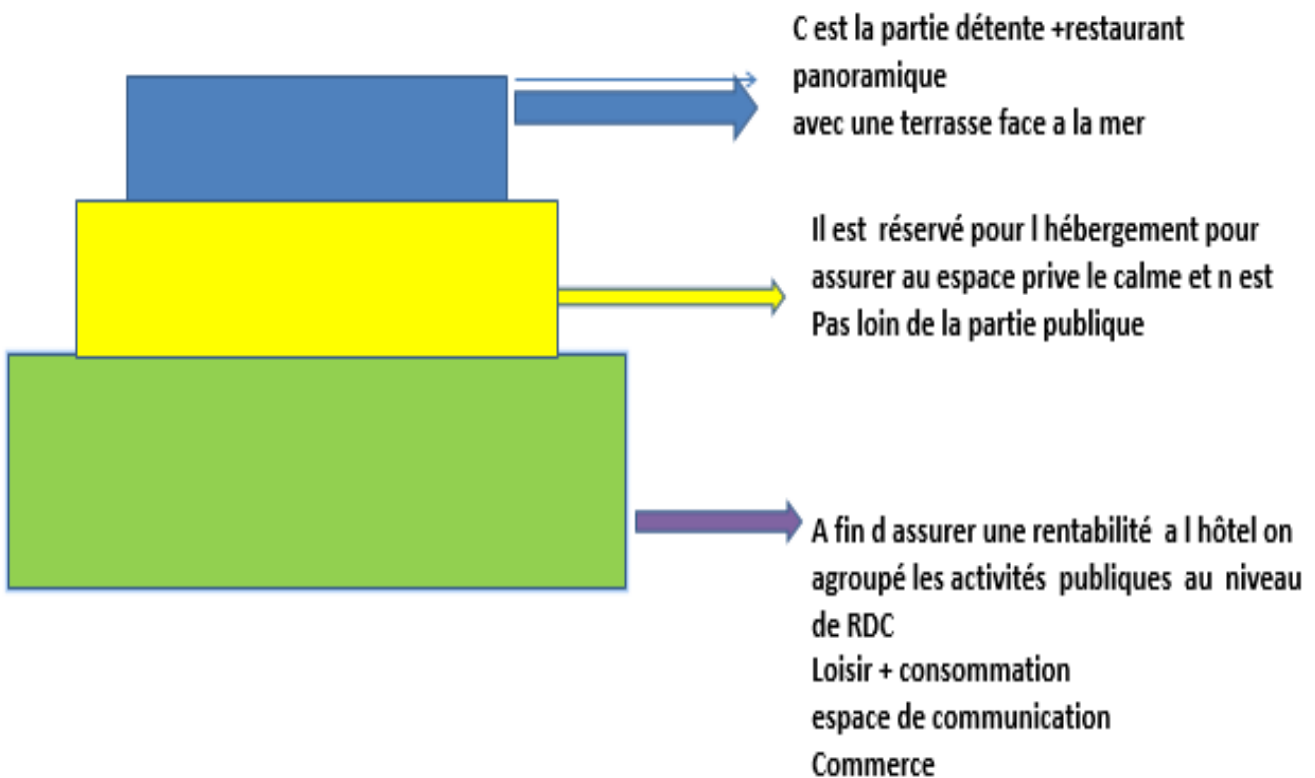 C est la partie détente +restaurant
panoramique
avec une terrasse face a la mer
Il est réservé pour l hébergement pour
assurer au espace prive le calme et n est
Pas loin de la partie publique
A fin d assurer une rentabilité a l hôtel on
agroupé les activités publiques au niveau
de RDC
Loisir + consommation
espace de communication
Commerce